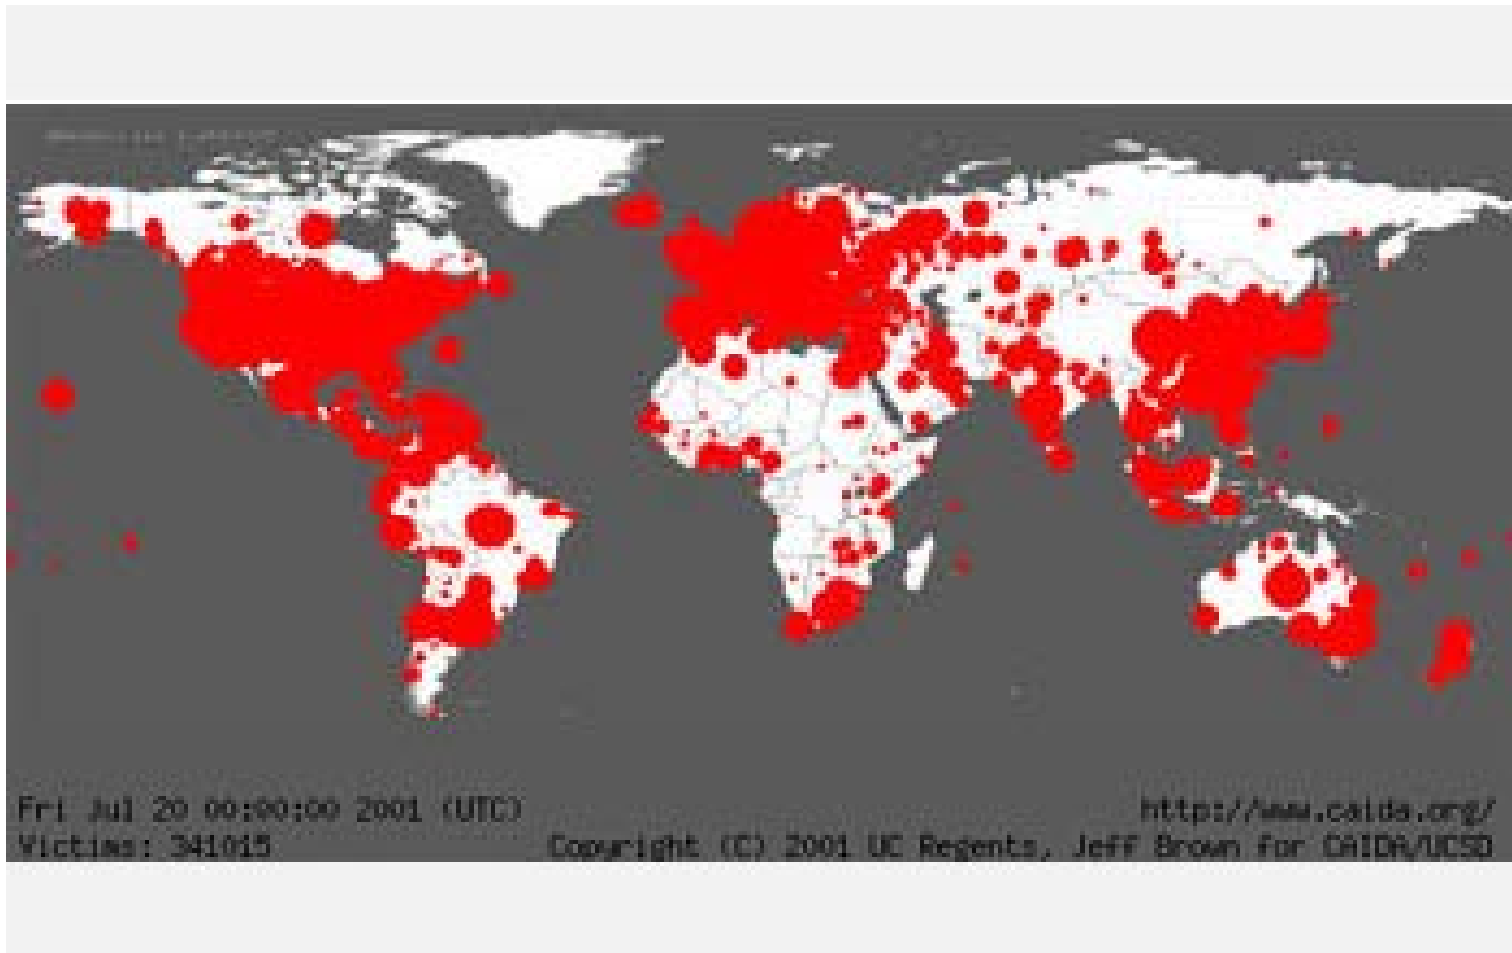 Fri Jul 20 00:00:00 2001 (UTC)
http://www.caida.org/
Victims: 341015
Copyright (C) 2001 UC Regents, Jeff Brown for CAIDA/UCSD